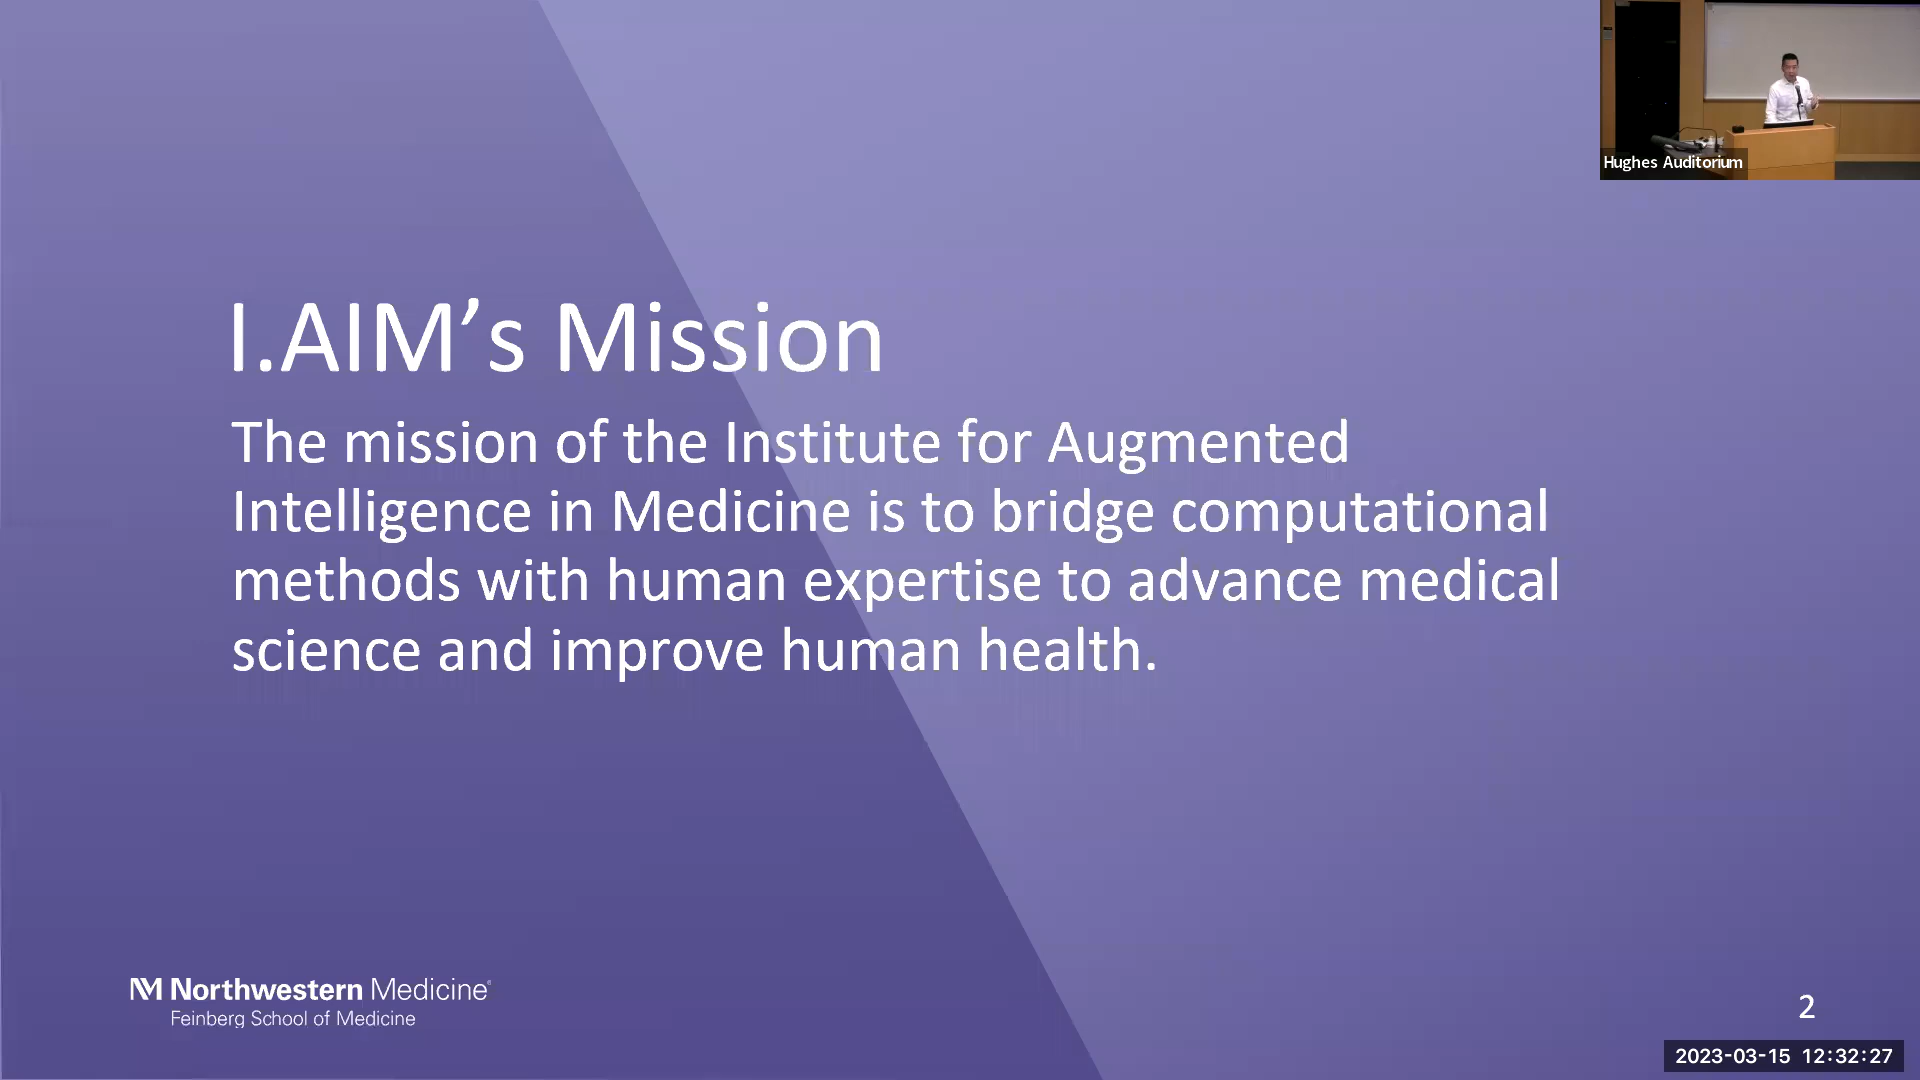 Hughes Auditorium
I.AIM’s Mission
The mission of the Institute for Augmented
Intelligence in Medicine is to bridge computational
methods with human expertise to advance medical
science and improve human health.
NM Northwestern Medicine®
Feinberg School of Medicine
2
2023-03-15 12:32:27